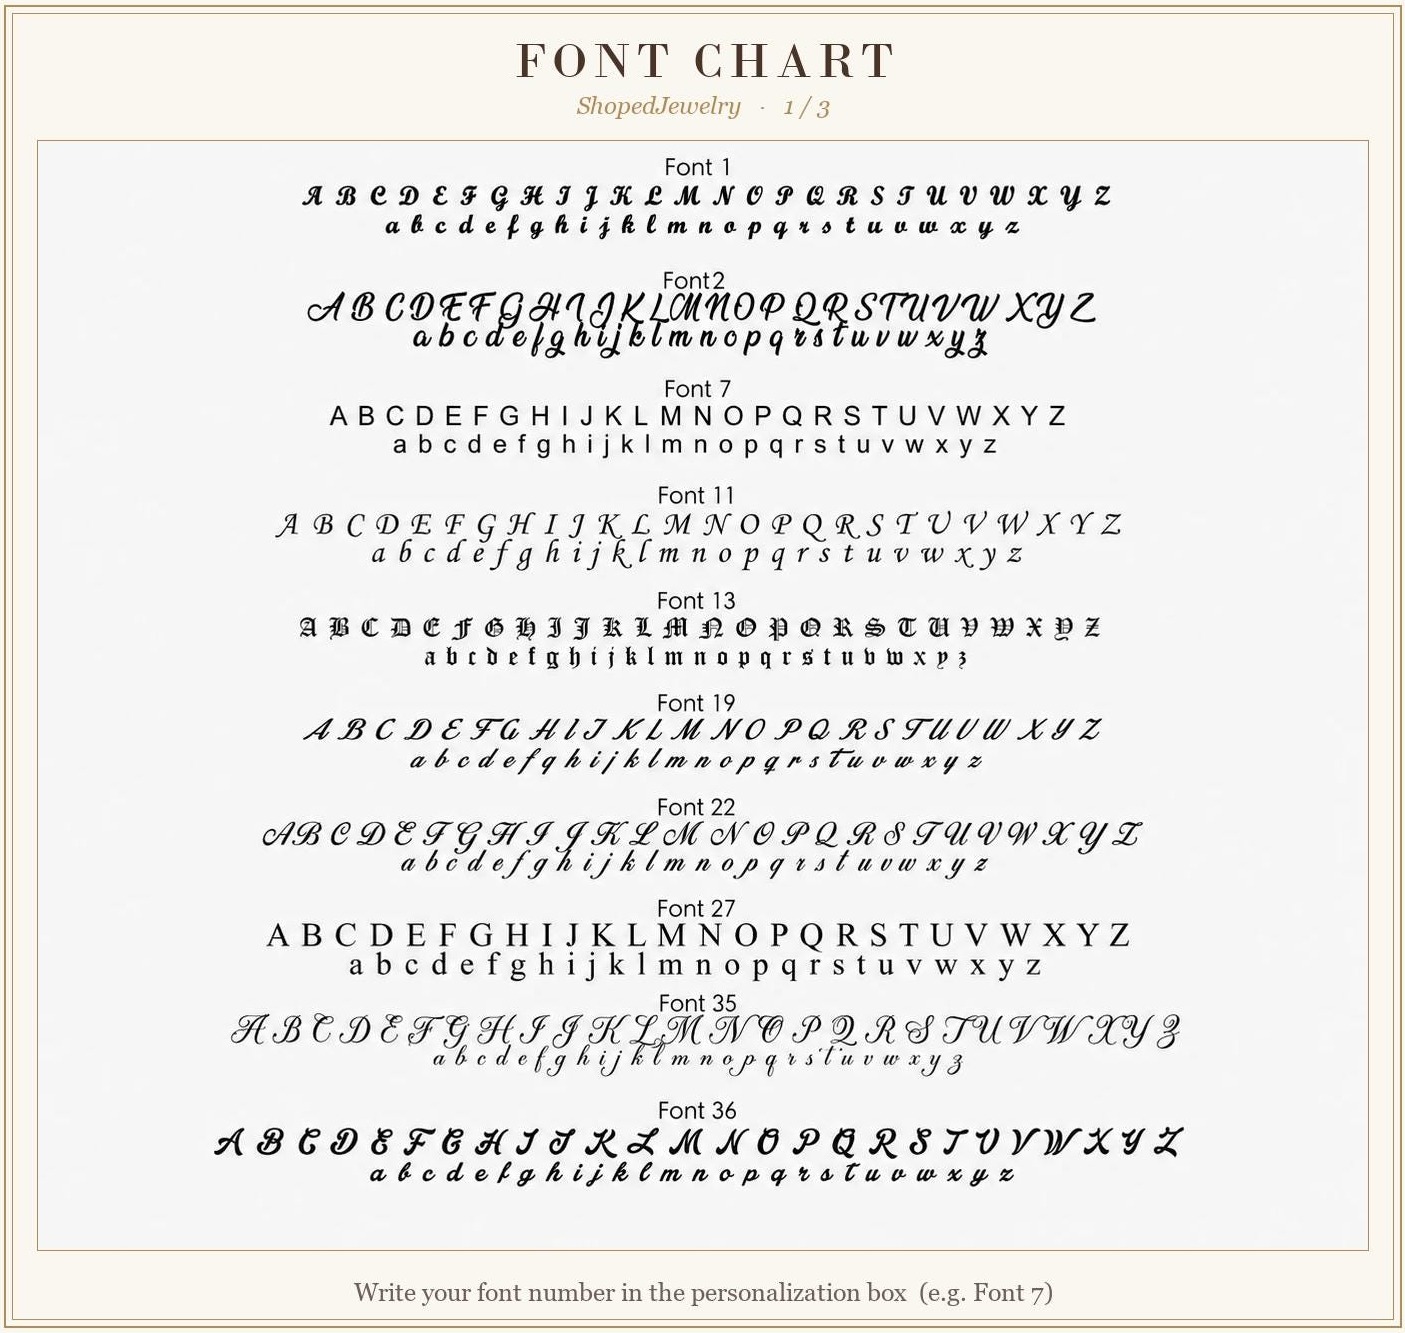 FONT CHART
ShopedJewelry · 1 / 3
Font 1
A B C D E F G H I J K L M N O P Q R S T U V W X Y Z
a b c d e f g h i j k l m n o p q r s t u v w x y z
Font2
A B C D E F G H I J K L M N O P Q R S T U V W X Y Z
a b c d e f g h i j k l m n o p q r s t u v w x y z
Font 7
A B C D E F G H I J K L M N O P Q R S T U V W X Y Z
a b c d e f g h i j k l m n o p q r s t u v w x y z
Font 11
A B C D E F G H I J K L M N O P Q R S T U V W X Y Z
a b c d e f g h i j k l m n o p q r s t u v w x y z
Font 13
A B C D E F G H I J K L M N O P Q R S T U V W X Y Z
a b c d e f g h i j k l m n o p q r s t u v w x y z
Font 19
A B C D E F G H I J K L M N O P Q R S T U V W X Y Z
a b c d e f g h i j k l m n o p q r s t u v w x y z
Font 22
A B C D E F G H I J K L M N O P Q R S T U V W X Y Z
a b c d e f g h i j k l m n o p q r s t u v w x y z
Font 27
A B C D E F G H I J K L M N O P Q R S T U V W X Y Z
a b c d e f g h i j k l m n o p q r s t u v w x y z
Font 35
A B C D E F G H I J K L M N O P Q R S T U V W X Y Z
a b c d e f g h i j k l m n o p q r s t u v w x y z
Font 36
A B C D E F G H I J K L M N O P Q R S T U V W X Y Z
a b c d e f g h i j k l m n o p q r s t u v w x y z
Write your font number in the personalization box (e.g. Font 7)